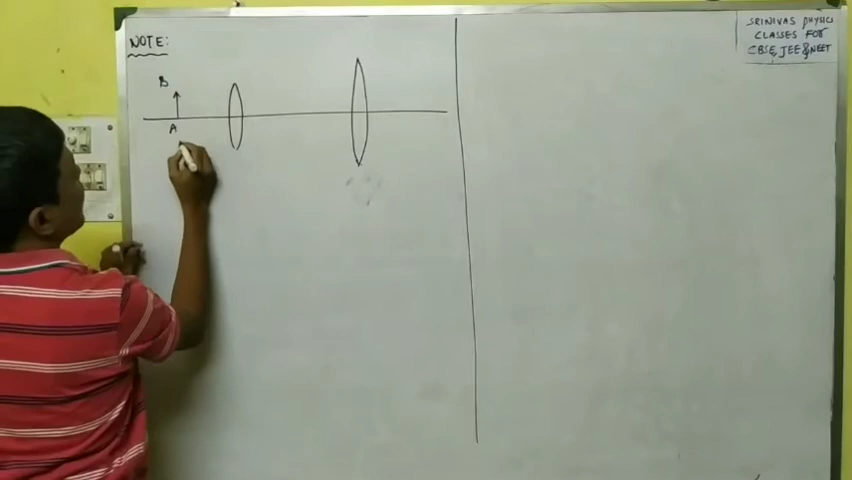 NOTE:
SRINIVAS PHYSICS
CLASSES FOR
CBSE, JEE & NEET
B
A